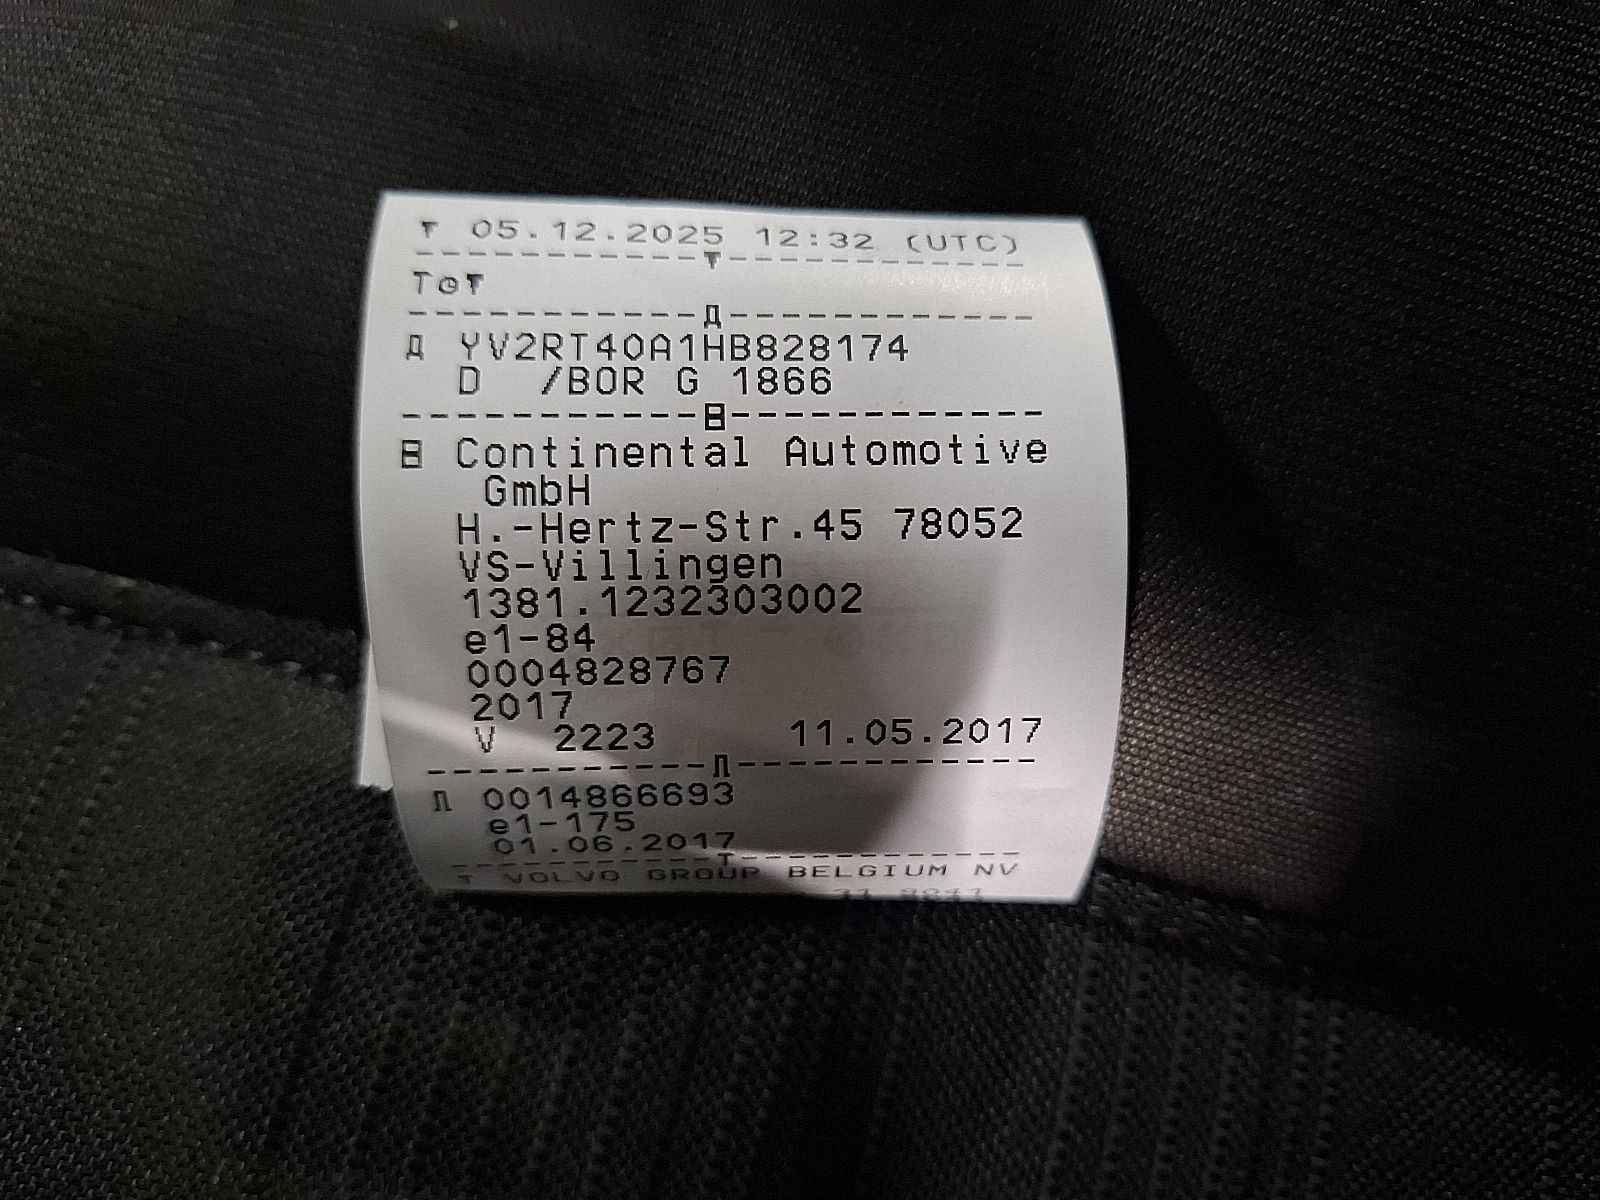 05.12.2025 12:32 (UTC)
YV2RT40A1HB828174
D /BOR G 1866
Continental Automotive
GmbH
H.-Hertz-Str.45 78052
VS-Villingen
1381.1232303002
e1-84
0004828767
2017
V 2223 11.05.2017
0014866693
e1-175
01.06.2017
T VOLVO GROUP BELGIUM NV